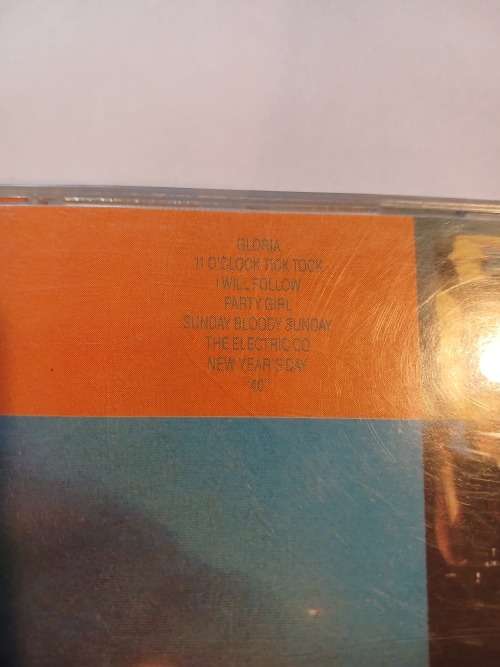 GLORIA
11 O'CLOCK TICK TOCK
I WILL FOLLOW
PARTY GIRL
SUNDAY BLOODY SUNDAY
THE ELECTRIC CO
NEW YEAR'S DAY
"40"